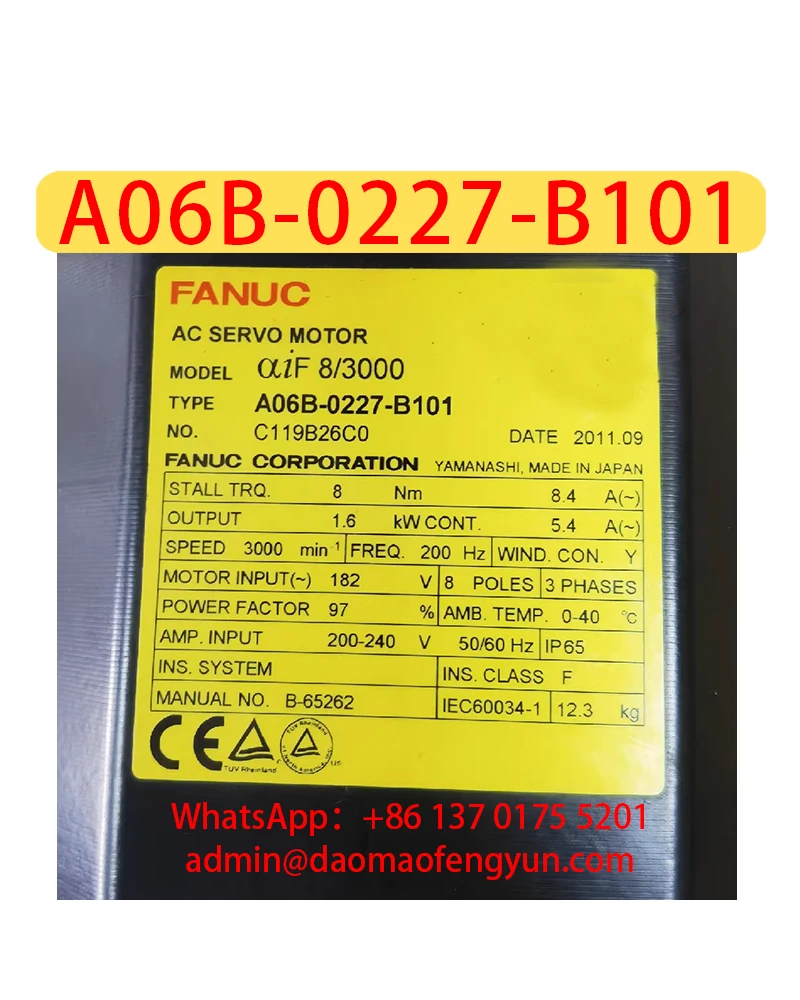 A06B-0227-B101
FANUC
AC SERVO MOTOR
MODEL αiF 8/3000
TYPE A06B-0227-B101
NO. C119B26C0 DATE 2011.09
FANUC CORPORATION YAMANASHI, MADE IN JAPAN
STALL TRQ. 8 Nm 8.4 A(~)
OUTPUT 1.6 kW CONT. 5.4 A(~)
SPEED 3000 min⁻¹ FREQ. 200 Hz WIND. CON. Y
MOTOR INPUT(~) 182 V 8 POLES 3 PHASES
POWER FACTOR 97 % AMB. TEMP. 0-40 ℃
AMP. INPUT 200-240 V 50/60 Hz IP65
INS. SYSTEM INS. CLASS F
MANUAL NO. B-65262 IEC60034-1 12.3 kg
CE
TUV Rheinland
C US
WhatsApp：+86 137 0175 5201
admin@daomaofengyun.com